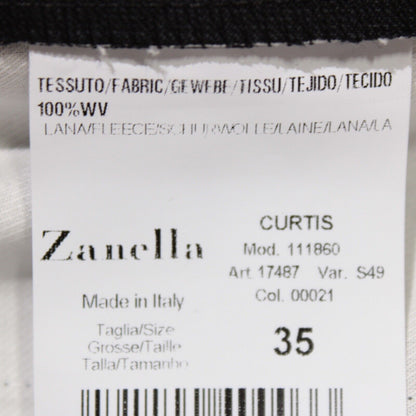 TESSUTO/FABRIC/GEWEBE/TISSU/TEJIDO/TECIDO
100%WV
LANA/FLEECE/SCHURWOLLE/LAINE/LANA/LA
Zanella
CURTIS
Mod. 111860
Art 17487 Var. S49
Col. 00021
Made in Italy
Taglia/Size
Grosse/Taille
Talla/Tamanho
35